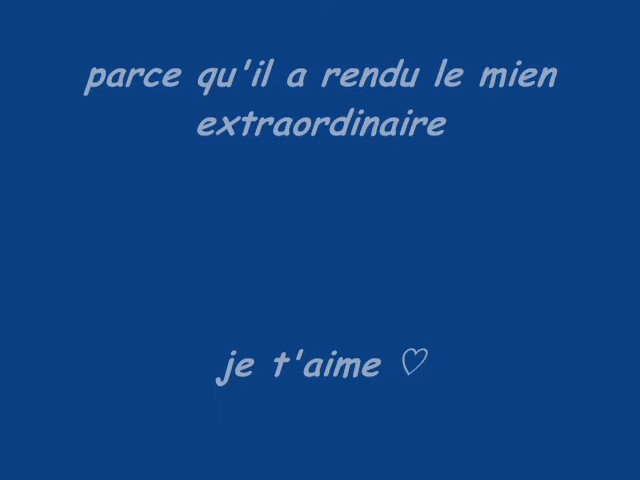 parce qu'il a rendu le mien
extraordinaire
je t'aime ♡